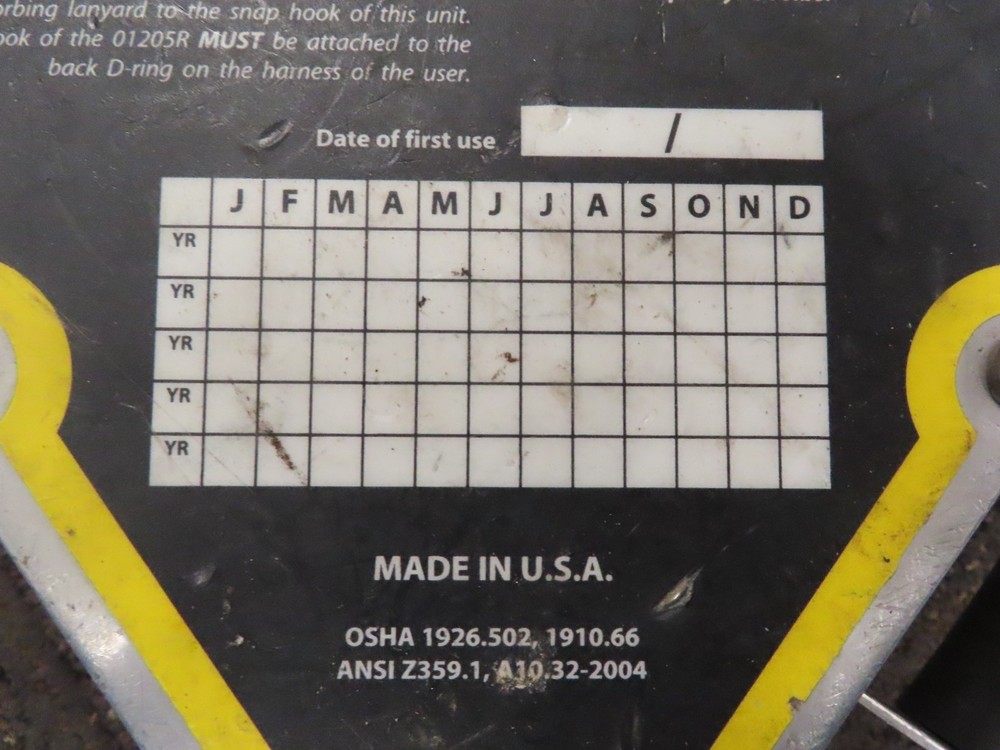 orbing lanyard to the snap hook of this unit.
ook of the 01205R MUST be attached to the
back D-ring on the harness of the user.
Date of first use /
J F M A M J J A S O N D
YR
YR
YR
YR
YR
MADE IN U.S.A.
OSHA 1926.502, 1910.66
ANSI Z359.1, A10.32-2004